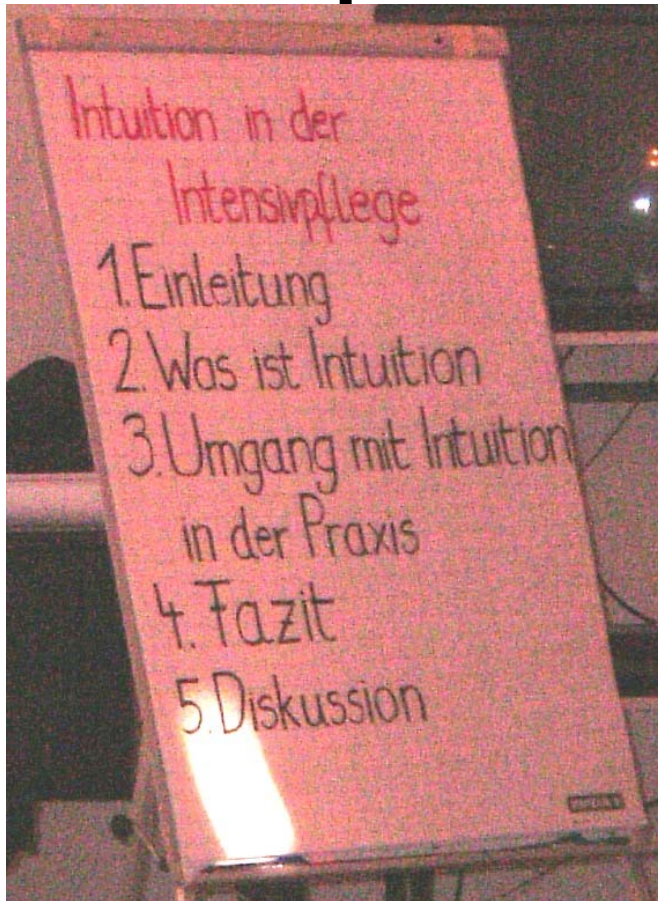 Intuition in der
Intensivpflege
1. Einleitung
2. Was ist Intuition
3. Umgang mit Intuition
in der Praxis
4. Fazit
5. Diskussion